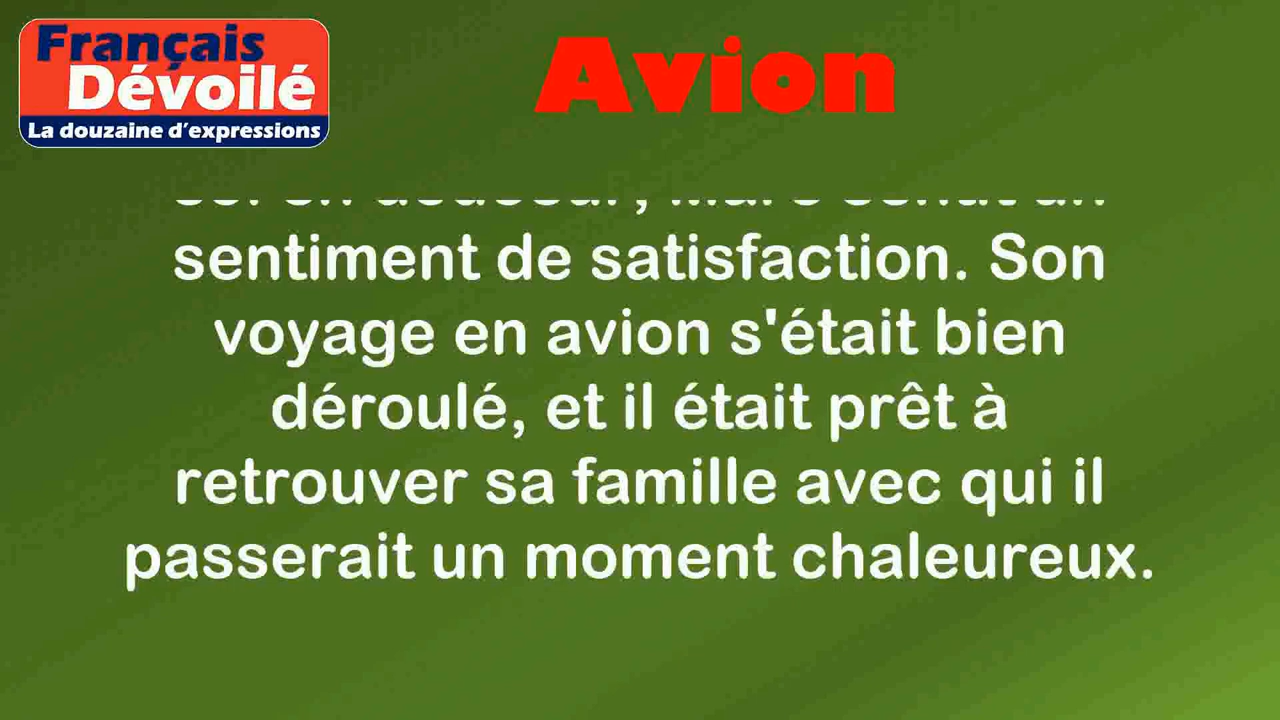 Français
Dévoilé
La douzaine d'expressions
Avion
sentiment de satisfaction. Son
voyage en avion s'était bien
déroulé, et il était prêt à
retrouver sa famille avec qui il
passerait un moment chaleureux.